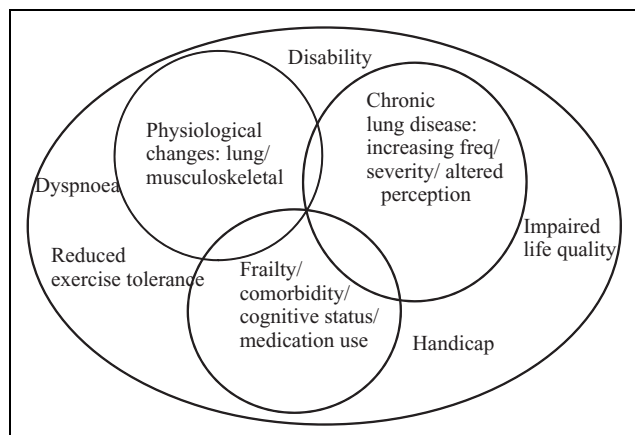 Disability
Physiological
changes: lung/
musculoskeletal
Chronic
lung disease:
increasing freq/
severity/ altered
perception
Dyspnoea
Reduced
exercise tolerance
Impaired
life quality
Frailty/
comorbidity/
cognitive status/
medication use
Handicap